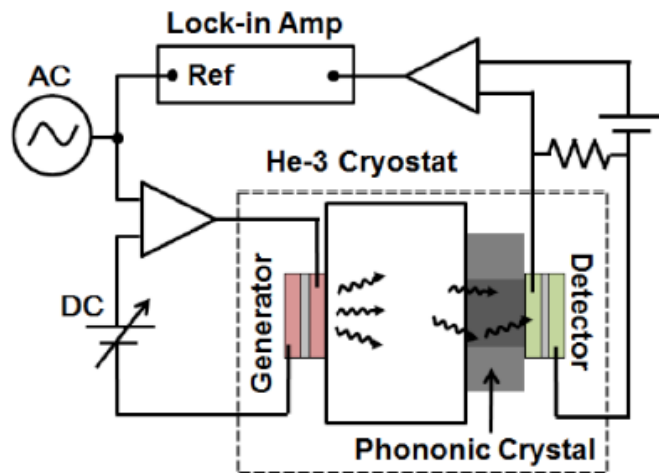 Lock-in Amp
AC
Ref
He-3 Cryostat
DC
Generator
Detector
Phononic Crystal